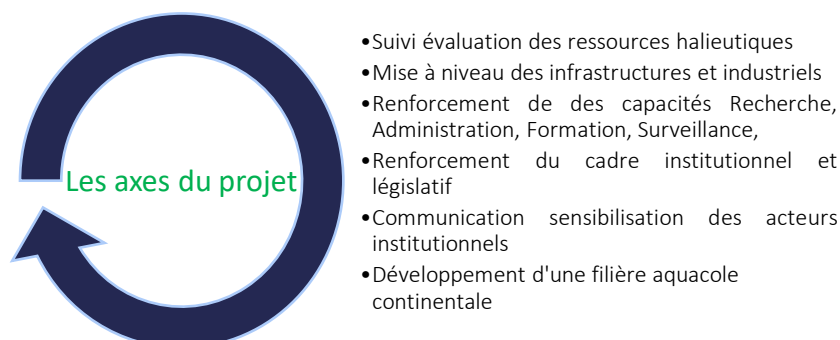 Les axes du projet
•Suivi évaluation des ressources halieutiques
•Mise à niveau des infrastructures et industriels
•Renforcement de des capacités Recherche,
Administration, Formation, Surveillance,
•Renforcement du cadre institutionnel et
législatif
•Communication sensibilisation des acteurs
institutionnels
•Développement d'une filière aquacole
continentale